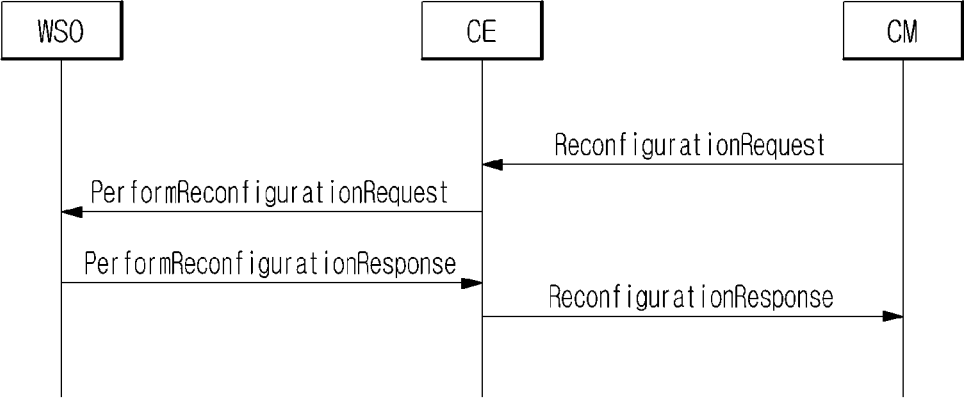 WSO
CE
CM
ReconfigurationRequest
PerformReconfigurationRequest
PerformReconfigurationResponse
ReconfigurationResponse